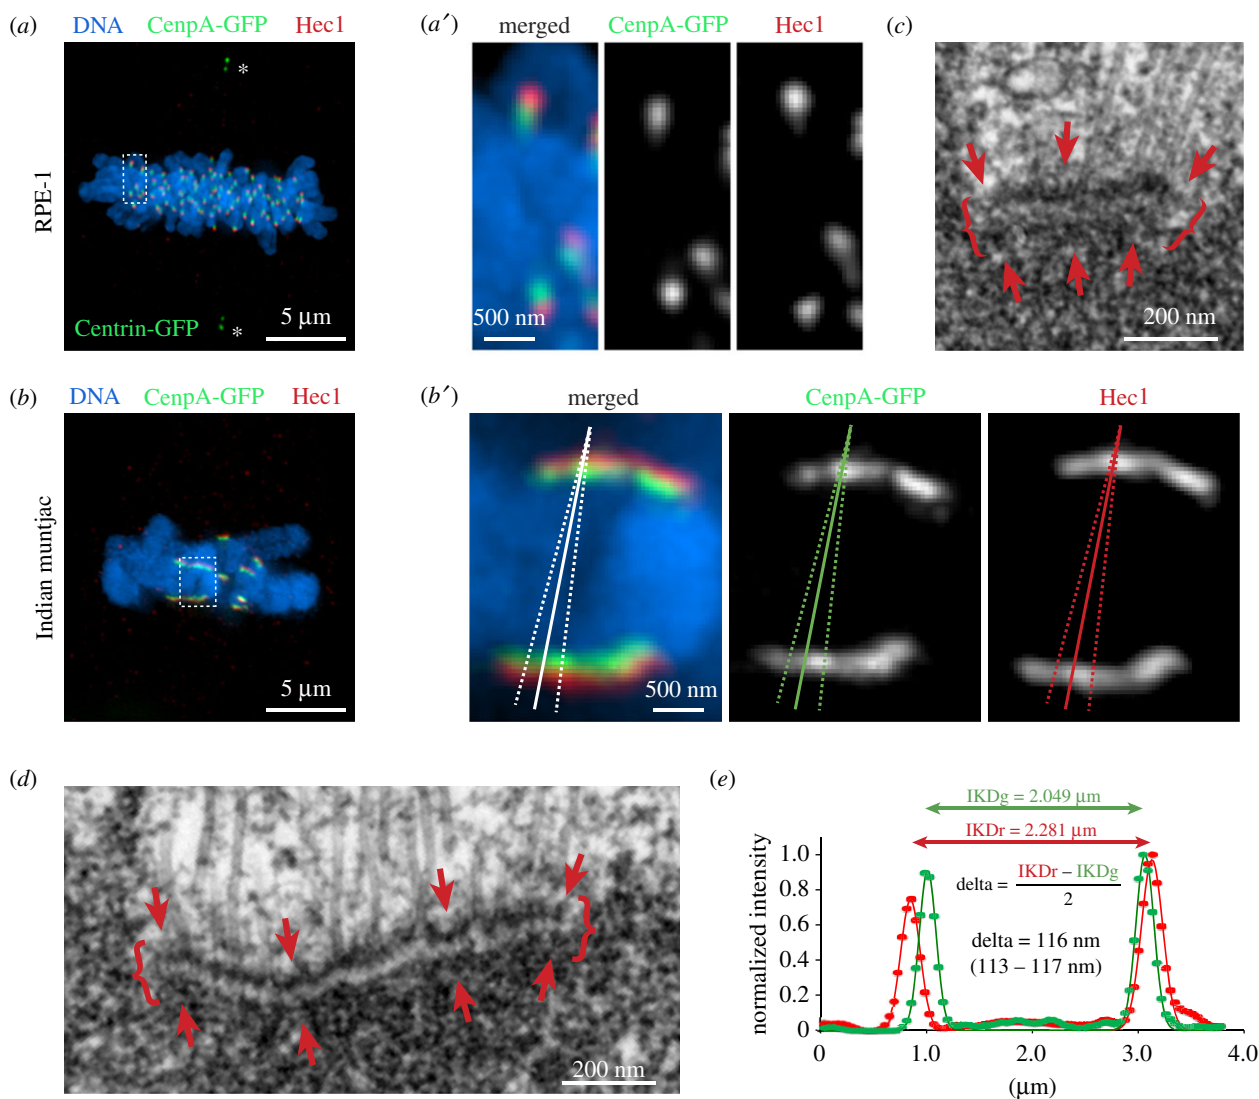 (a) DNA CenpA-GFP Hec1
RPE-1
*
Centrin-GFP
*
5 µm
(a′) merged CenpA-GFP Hec1
500 nm
(c)
200 nm
(b) DNA CenpA-GFP Hec1
Indian muntjac
5 µm
(b′) merged CenpA-GFP Hec1
500 nm
(d)
200 nm
(e)
IKDg = 2.049 µm
IKDr = 2.281 µm
normalized intensity
1.0
0.8
0.6
0.4
0.2
0
delta = IKDr – IKDg
2
delta = 116 nm
(113 – 117 nm)
0 1.0 2.0 3.0 4.0
(µm)